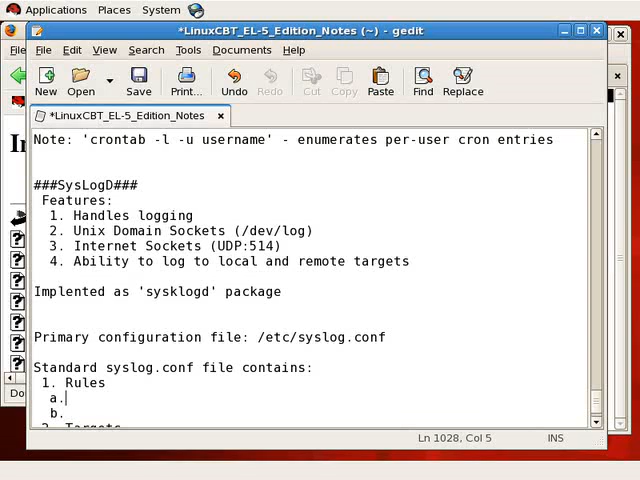 Applications Places System
*LinuxCBT_EL-5_Edition_Notes (~) - gedit
File
File Edit View Search Tools Documents Help
New Open Save Print... Undo Redo Cut Copy Paste Find Replace
*LinuxCBT_EL-5_Edition_Notes
Note: 'crontab -l -u username' - enumerates per-user cron entries
###SysLogD###
Features:
1. Handles logging
2. Unix Domain Sockets (/dev/log)
3. Internet Sockets (UDP:514)
4. Ability to log to local and remote targets
Implented as 'sysklogd' package
Primary configuration file: /etc/syslog.conf
Standard syslog.conf file contains:
1. Rules
a.
b.
2. Targets
Do
Ln 1028, Col 5 INS